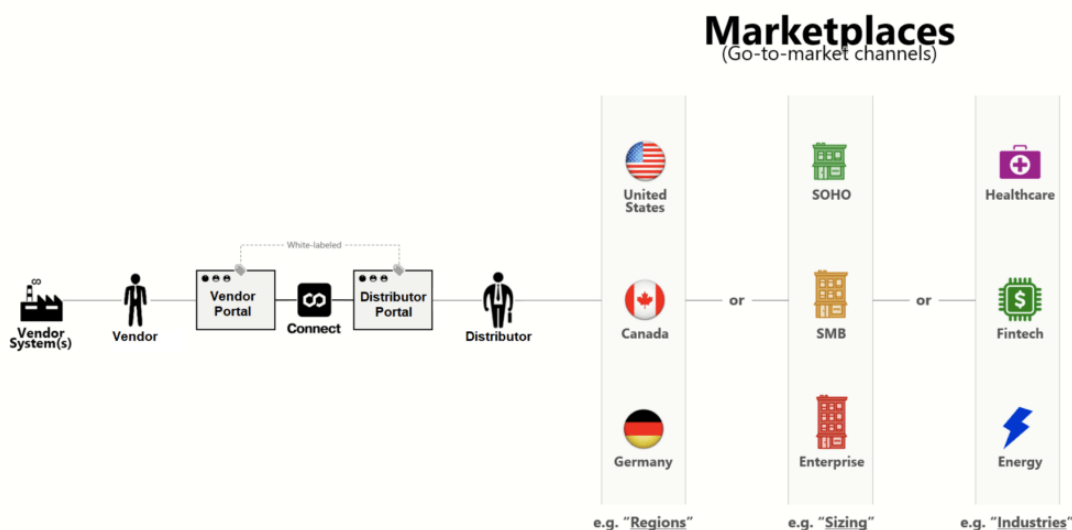 Marketplaces
(Go-to-market channels)
United
States
SOHO
Healthcare
White-labeled
Vendor
System(s)
Vendor
Vendor
Portal
Connect
Distributor
Portal
Distributor
Canada
or
SMB
or
Fintech
$
Germany
Enterprise
Energy
e.g. “Regions”
e.g. “Sizing”
e.g. “Industries”